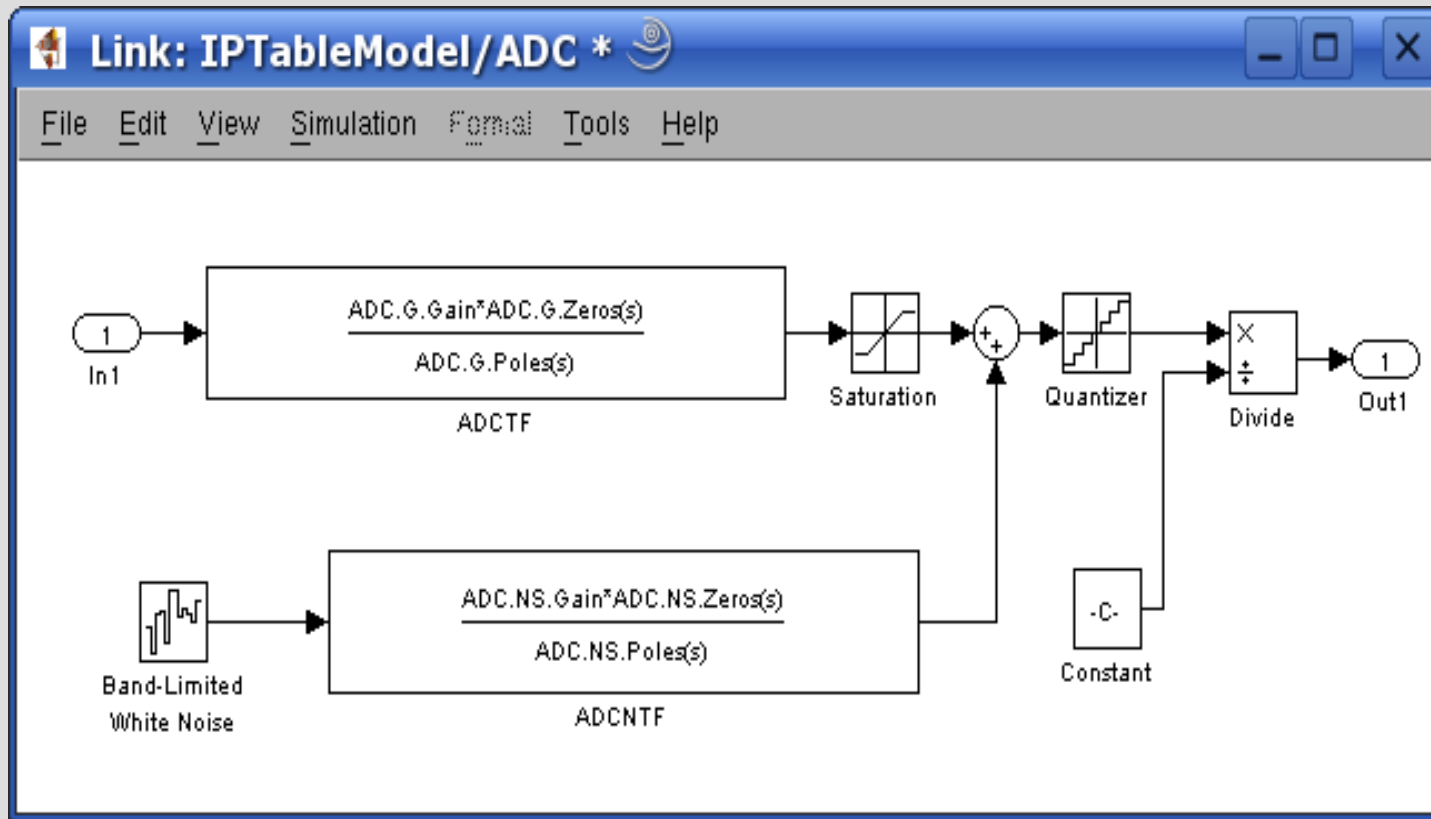 Link: IPTableModel/ADC *
File Edit View Simulation Format Tools Help
ADC.G.Gain*ADC.G.Zeros(s)
ADC.G.Poles(s)
ADCTF
1
In1
Saturation
+
+
Quantizer
×
÷
Divide
1
Out1
ADC.NS.Gain*ADC.NS.Zeros(s)
ADC.NS.Poles(s)
ADCNTF
Band-Limited
White Noise
-C-
Constant